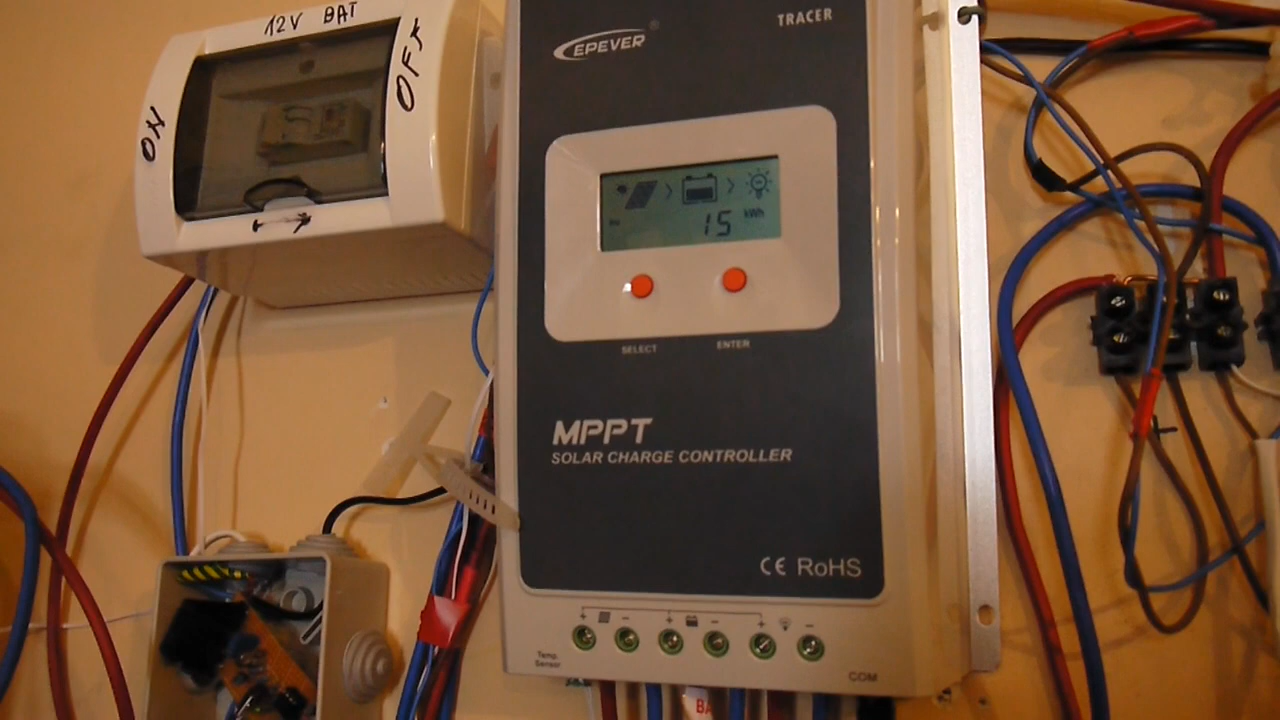 12V BAT
ON
OFF
EPEVER®
TRACER
15 kWh
SELECT
ENTER
MPPT
SOLAR CHARGE CONTROLLER
CE RoHS
+ - + - + -
Temp.
Sensor
COM
BA